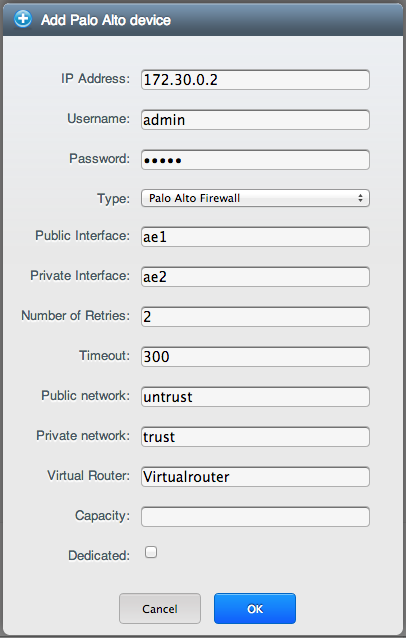 Add Palo Alto device
IP Address: 172.30.0.2
Username: admin
Password: •••••
Type: Palo Alto Firewall
Public Interface: ae1
Private Interface: ae2
Number of Retries: 2
Timeout: 300
Public network: untrust
Private network: trust
Virtual Router: Virtualrouter
Capacity:
Dedicated:
Cancel OK